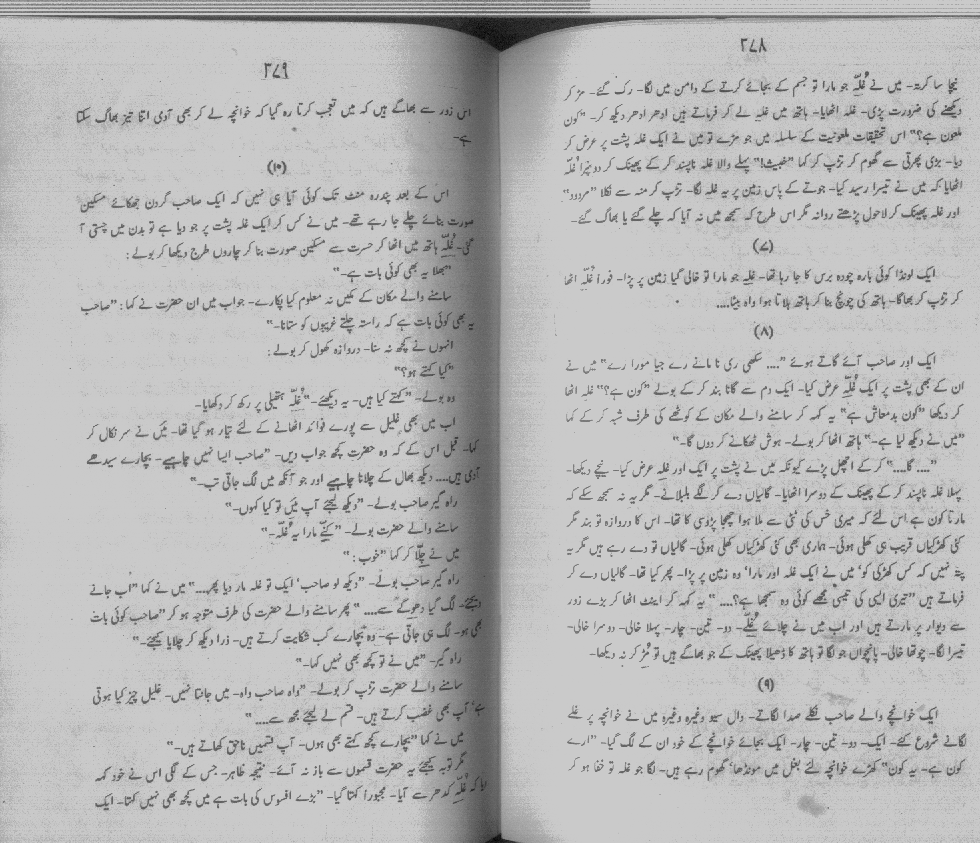 ۲۷۸
نیچا سا کرتہ۔ میں نے غُلّہ جو مارا تو جسم کے بجائے کرتے کے دامن میں لگا۔ رک گئے۔ مڑ کر
دیکھنے کی ضرورت پڑی۔ غلہ اٹھایا۔ ہاتھ میں غلیہ لے کر فرماتے ہیں ادھر ادھر دیکھ کر۔ "کون
ملعون ہے؟" اس تحقیقات ملعونیت کے سلسلہ میں جو مڑے تو میں نے ایک غلہ پشت پر عرض کر
دیا۔ بڑی پھرتی سے گھوم کر تڑپ کر کہا "خبیث!" پہلے والا غلہ ناپسند کر کے پھینک کر دوسرا غلّہ
اٹھایا کہ میں نے تیسرا رسید کیا۔ جوتے کے پاس زمین پر یہ غلہ لگا۔ تڑپ کر منہ سے نکلا "مردود"
اور غلہ پھینک کر لاحول پڑھتے روانہ مگر اس طرح کہ سمجھ میں نہ آیا کہ چلے گئے یا بھاگ گئے۔
(۷)
ایک لونڈا کوئی بارہ چودہ برس کا جا رہا تھا۔ غلیہ جو مارا تو خالی گیا زمین پر پڑا۔ فوراً غُلّہ اٹھا
کر تڑپ کر بھاگا۔ ہاتھ کی چونچ بنا کر ہاتھ ہلاتا ہوا واہ بیٹا....
(۸)
ایک اور صاحب آئے گاتے ہوئے ".... سکھی ری نا مانے رے جیا مورا رے" میں نے
ان کے بھی پشت پر ایک غُلّہ عرض کیا۔ ایک دم سے گانا بند کر کے بولے "کون ہے؟" غلہ اٹھا
کر دیکھا "کون بدمعاش ہے" یہ کہہ کر سامنے والے مکان کے کوٹھے کی طرف شبہ کر کے کہا
"میں نے دیکھ لیا ہے۔" ہاتھ اٹھا کر بولے۔ ہوش ٹھکانے کر دوں گا۔"
".... گا...." کر کے اچھل پڑے کیونکہ میں نے پشت پر ایک اور غلیہ عرض کیا۔ نیچے دیکھا۔
پہلا غلہ ناپسند کر کے پھینک کے دوسرا اٹھایا۔ گالیاں دے کر لگے بلبلانے۔ مگر یہ نہ سمجھ سکے کہ
مارتا کون ہے اس لئے کہ میری خس کی ٹٹی سے ملا ہوا چھجا پڑوسی کا تھا۔ اس کا دروازہ تو بند مگر
کئی کھڑکیاں قریب ہی کھلی ہوئی۔ ہماری بھی کئی کھڑکیاں کھلی ہوئی۔ گالیاں تو دے رہے ہیں مگر یہ
پتہ نہیں کہ کس کھڑکی کو' میں نے ایک غلہ اور مارا' وہ زمین پر پڑا۔ پھر کیا تھا۔ گالیاں دے کر
فرماتے ہیں "تیری ایسی کی تیسی مجھے کوئی وہ سمجھا ہے؟.... " یہ کہہ کر اینٹ اٹھا کر بڑے زور
سے دیوار پر مارتے ہیں اور اب میں نے چلائے غُلّے۔ دو۔ تین۔ چار۔ پہلا خالی۔ دوسرا خالی۔
تیسرا لگا۔ چوتھا خالی۔ پانچواں جو لگا تو ہاتھ کا ڈھیلا پھینک کے جو بھاگے ہیں تو مُڑ کر نہ دیکھا۔
(۹)
ایک خوانچے والے صاحب نکلے صدا لگاتے۔ دال سیو وغیرہ وغیرہ میں نے خوانچہ پر غلے
لگانے شروع کئے۔ ایک۔ دو۔ تین۔ چار۔ ایک بجائے خوانچے کے خود ان کے لگ گیا۔ "ارے
کون ہے۔ یہ کون" کھڑے خوانچہ لئے بغل میں مونڈھا' گھوم رہے ہیں۔ لگا جو غلہ تو خفا ہو کر
۲۷۹
اس زور سے بھاگے ہیں کہ میں تعجب کرتا رہ گیا کہ خوانچہ لے کر بھی آدمی اتنا تیز بھاگ سکتا
ہے۔
(۱۰)
اس کے بعد پندرہ منٹ تک کوئی آیا ہی نہیں کہ ایک صاحب گردن جھکائے مسکین
صورت بنائے چلے جا رہے تھے۔ میں نے کس کر ایک غلہ پشت پر جو دیا ہے تو بدن میں چستی آ
گئی۔ غُلّہ ہاتھ میں اٹھا کر حسرت سے مسکین صورت بنا کر چاروں طرح دیکھا کر بولے :
"بھلا یہ بھی کوئی بات ہے۔"
سامنے والے مکان کے مکیں نہ معلوم کیا پکارے۔ جواب میں ان حضرت نے کہا : "صاحب
یہ بھی کوئی بات ہے کہ راستہ چلتے غریبوں کو ستانا۔"
انہوں نے کچھ نہ سنا۔ دروازہ کھول کر بولے :
"کیا کہتے ہو؟"
وہ بولے۔ "کہتے کیا ہیں۔ یہ دیکھئے۔" غُلّہ ہتھیلی پر رکھ کر دکھایا۔
اب میں بھی غلیل سے پورے فوائد اٹھانے کے لئے تیار ہو گیا تھا۔ میں نے سر نکال کر
کہا۔ قبل اس کے کہ وہ حضرت کچھ جواب دیں۔ "صاحب ایسا نہیں چاہیے۔ بچارے سیدھے
آدمی ہیں.... دیکھ بھال کے چلانا چاہیے اور جو آنکھ میں لگ جاتی تب۔"
راہ گیر صاحب بولے۔ "دیکھ لیجئے آپ میں تو کیا کہوں۔"
سامنے والے حضرت بولے۔ "کِنّے مارا یہ غُلّہ۔"
میں نے چلّا کر کہا "خوب : "
راہ گیر صاحب بولے۔ "دیکھ لو صاحب' ایک تو غلہ مار دیا پھر...." میں نے کہا "اب جانے
دیجئے۔ لگ گیا دھوگے سے.... " پھر سامنے والے حضرت کی طرف متوجہ ہو کر "صاحب کوئی بات
بھی ہو۔ لگ ہی جاتی ہے۔ وہ بچارے کب شکایت کرتے ہیں۔ ذرا دیکھ کر چلایا کیجئے۔"
راہ گیر۔ "میں نے تو کچھ بھی نہیں کہا۔"
سامنے والے حضرت تڑپ کر بولے۔ "واہ صاحب واہ۔ میں جانتا نہیں۔ غلیل چیز کیا ہوتی
ہے' آپ بھی غضب کرتے ہیں۔ قسم لے لیجئے مجھ سے.... "
میں نے کہا "بچارے کچھ کہتے بھی ہوں۔ آپ قسمیں ناحق کھاتے ہیں۔"
مگر توبہ کیجئے یہ حضرت قسموں سے باز نہ آئے۔ نتیجہ ظاہر۔ جس کے لگی اس نے خود کہہ
دیا کہ غُلّہ کدھر سے آیا۔ مجبوراً کہتا گیا۔ "بڑے افسوس کی بات ہے میں کچھ بھی نہیں کہتا۔ ایک